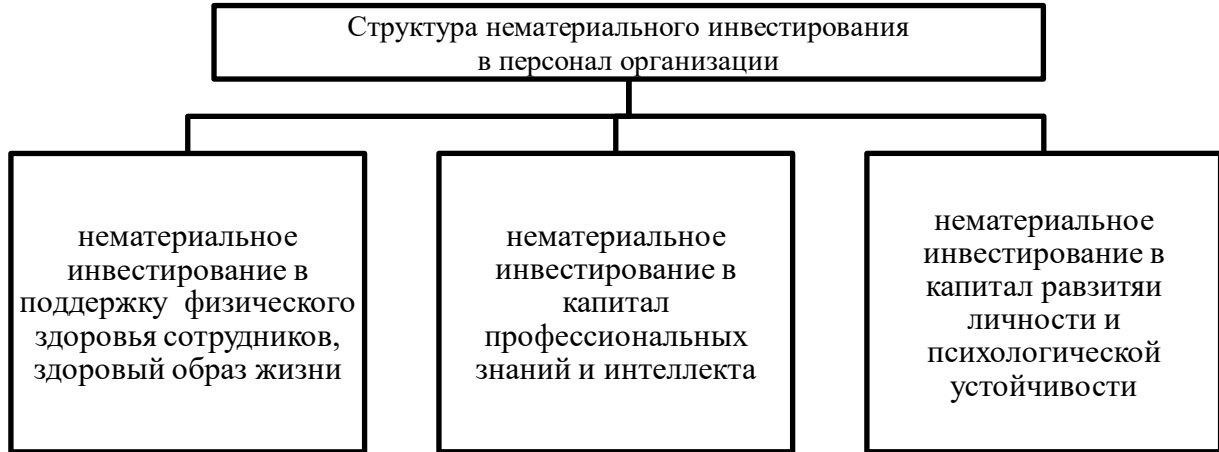 Структура нематериального инвестирования
в персонал организации
нематериальное
инвестирование в
поддержку физического
здоровья сотрудников,
здоровый образ жизни
нематериальное
инвестирование в
капитал
профессиональных
знаний и интеллекта
нематериальное
инвестирование в
капитал равзитяи
личности и
психологической
устойчивости